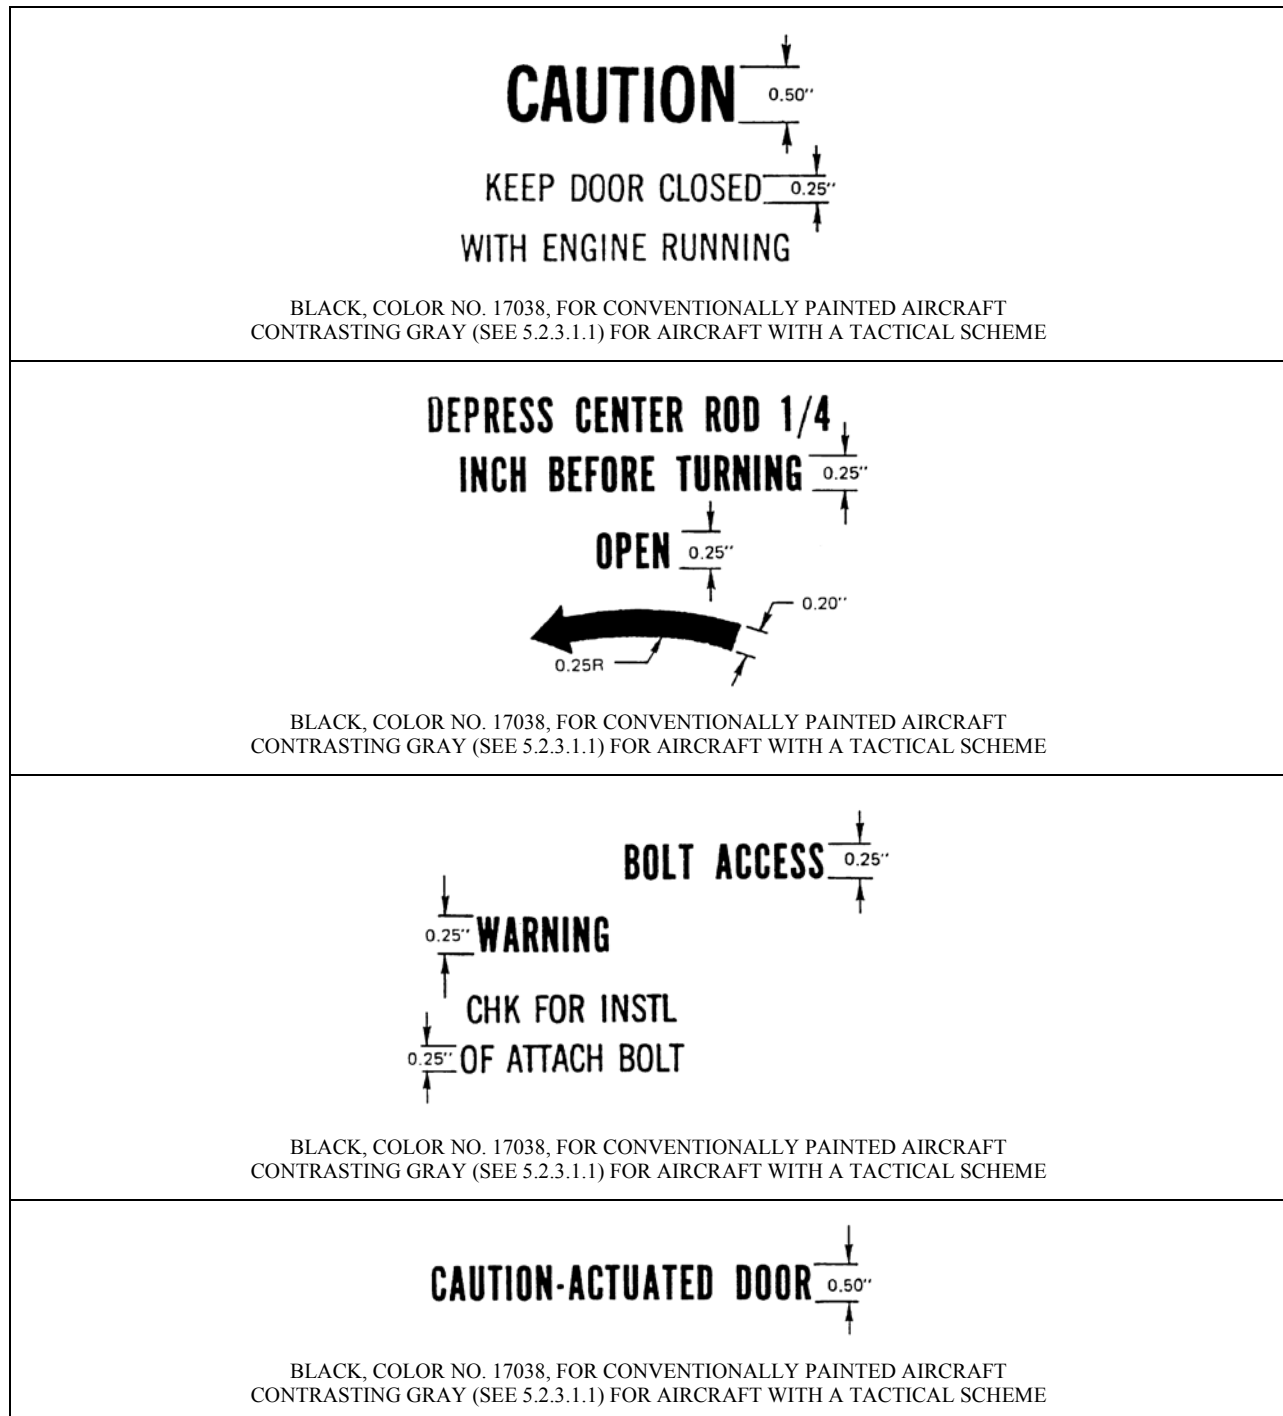 CAUTION 0.50"
KEEP DOOR CLOSED 0.25"
WITH ENGINE RUNNING
BLACK, COLOR NO. 17038, FOR CONVENTIONALLY PAINTED AIRCRAFT
CONTRASTING GRAY (SEE 5.2.3.1.1) FOR AIRCRAFT WITH A TACTICAL SCHEME
DEPRESS CENTER ROD 1/4
INCH BEFORE TURNING 0.25"
OPEN 0.25"
0.20"
0.25R
BLACK, COLOR NO. 17038, FOR CONVENTIONALLY PAINTED AIRCRAFT
CONTRASTING GRAY (SEE 5.2.3.1.1) FOR AIRCRAFT WITH A TACTICAL SCHEME
BOLT ACCESS 0.25"
0.25" WARNING
CHK FOR INSTL
0.25" OF ATTACH BOLT
BLACK, COLOR NO. 17038, FOR CONVENTIONALLY PAINTED AIRCRAFT
CONTRASTING GRAY (SEE 5.2.3.1.1) FOR AIRCRAFT WITH A TACTICAL SCHEME
CAUTION-ACTUATED DOOR 0.50"
BLACK, COLOR NO. 17038, FOR CONVENTIONALLY PAINTED AIRCRAFT
CONTRASTING GRAY (SEE 5.2.3.1.1) FOR AIRCRAFT WITH A TACTICAL SCHEME